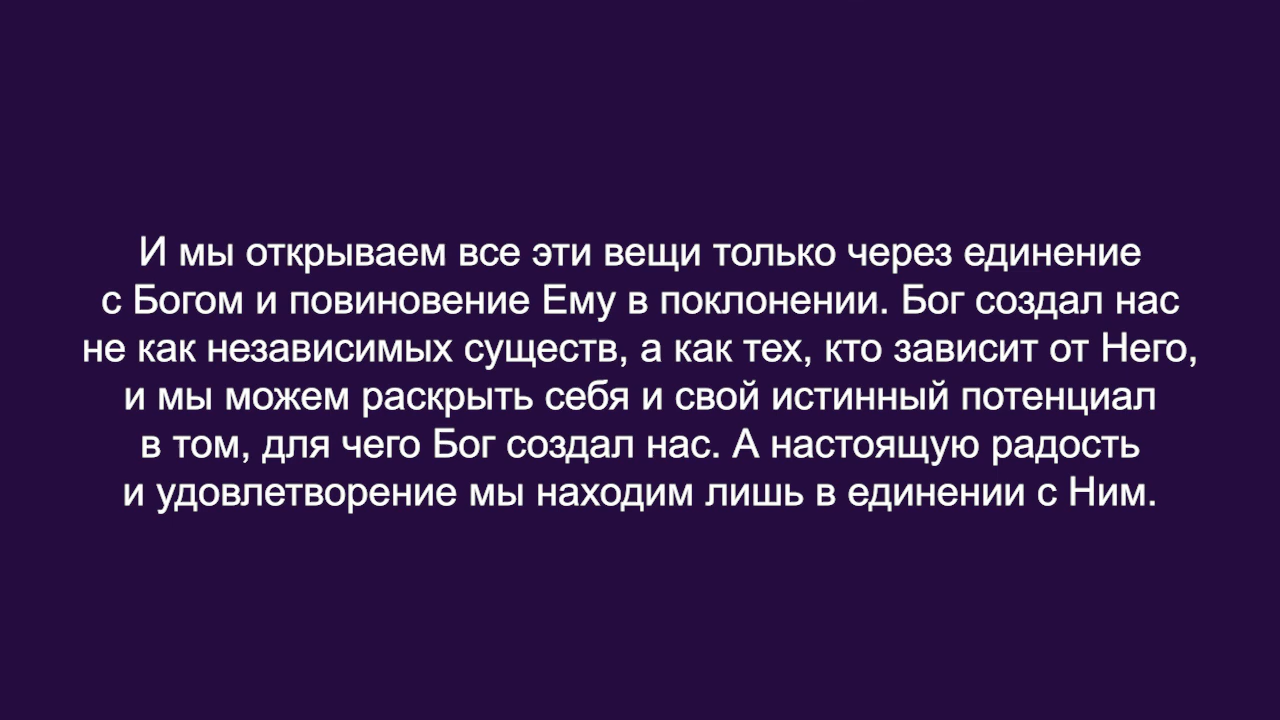 И мы открываем все эти вещи только через единение
с Богом и повиновение Ему в поклонении. Бог создал нас
не как независимых существ, а как тех, кто зависит от Него,
и мы можем раскрыть себя и свой истинный потенциал
в том, для чего Бог создал нас. А настоящую радость
и удовлетворение мы находим лишь в единении с Ним.